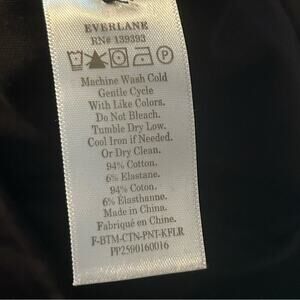 EVERLANE
RN# 139393
Machine Wash Cold
Gentle Cycle
With Like Colors.
Do Not Bleach.
Tumble Dry Low.
Cool Iron if Needed.
Or Dry Clean.
94% Cotton.
6% Elastane.
94% Coton.
6% Elasthanne.
Made in China.
Fabriqué en Chine.
F-BTM-CTN-PNT-KFLR
PP2590160016